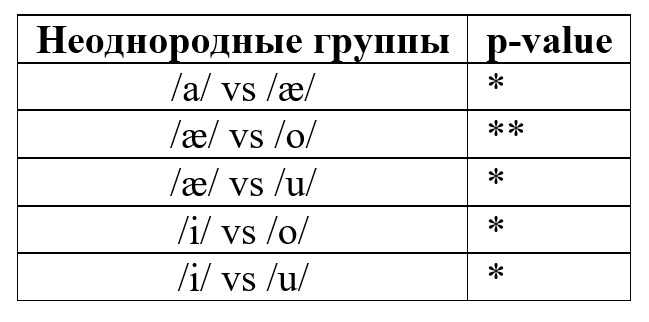 Неоднородные группы p-value
/a/ vs /æ/ *
/æ/ vs /o/ **
/æ/ vs /u/ *
/i/ vs /o/ *
/i/ vs /u/ *